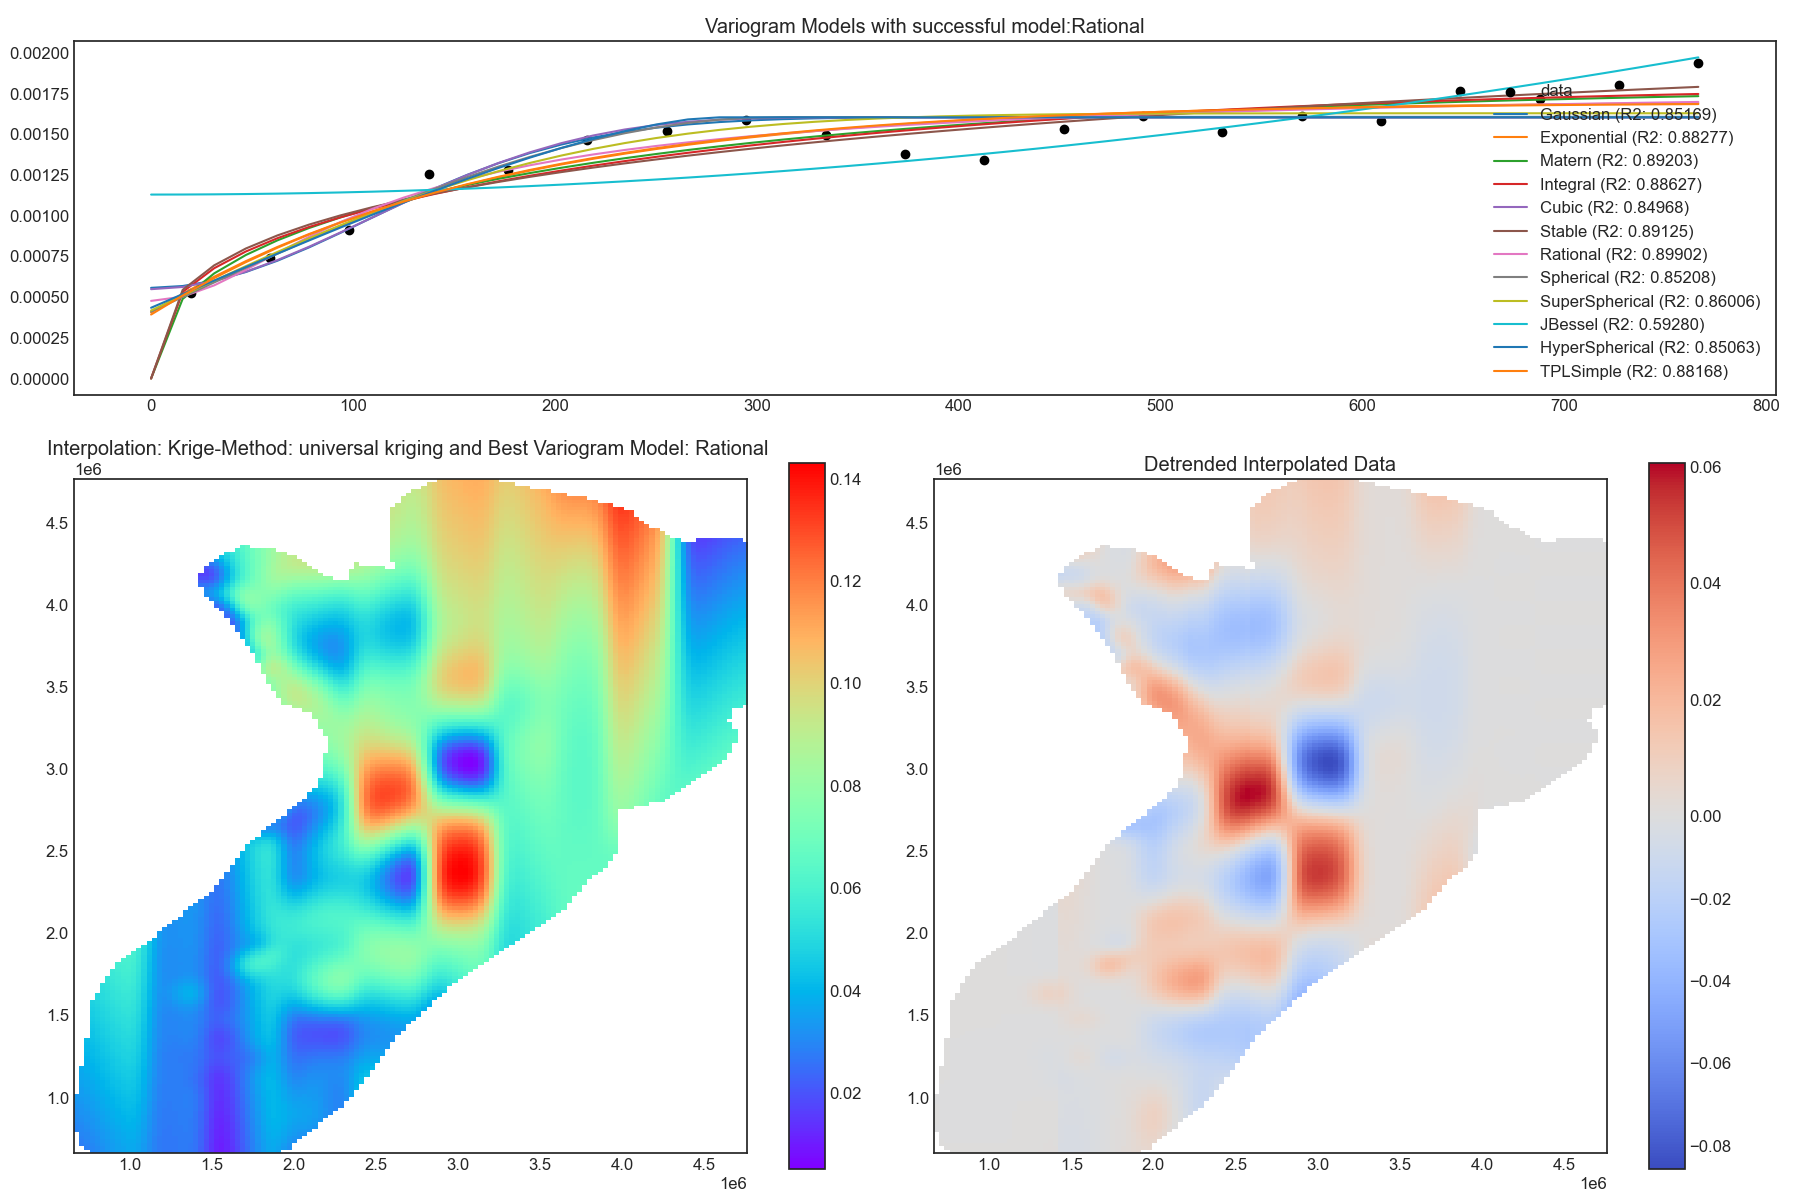 Variogram Models with successful model:Rational
0.00200
0.00175
0.00150
0.00125
0.00100
0.00075
0.00050
0.00025
0.00000
data
Gaussian (R2: 0.85169)
Exponential (R2: 0.88277)
Matern (R2: 0.89203)
Integral (R2: 0.88627)
Cubic (R2: 0.84968)
Stable (R2: 0.89125)
Rational (R2: 0.89902)
Spherical (R2: 0.85208)
SuperSpherical (R2: 0.86006)
JBessel (R2: 0.59280)
HyperSpherical (R2: 0.85063)
TPLSimple (R2: 0.88168)
0 100 200 300 400 500 600 700 800
Interpolation: Krige-Method: universal kriging and Best Variogram Model: Rational
1e6
4.5
4.0
3.5
3.0
2.5
2.0
1.5
1.0
1.0 1.5 2.0 2.5 3.0 3.5 4.0 4.5
1e6
0.14
0.12
0.10
0.08
0.06
0.04
0.02
Detrended Interpolated Data
1e6
4.5
4.0
3.5
3.0
2.5
2.0
1.5
1.0
1.0 1.5 2.0 2.5 3.0 3.5 4.0 4.5
1e6
0.06
0.04
0.02
0.00
−0.02
−0.04
−0.06
−0.08